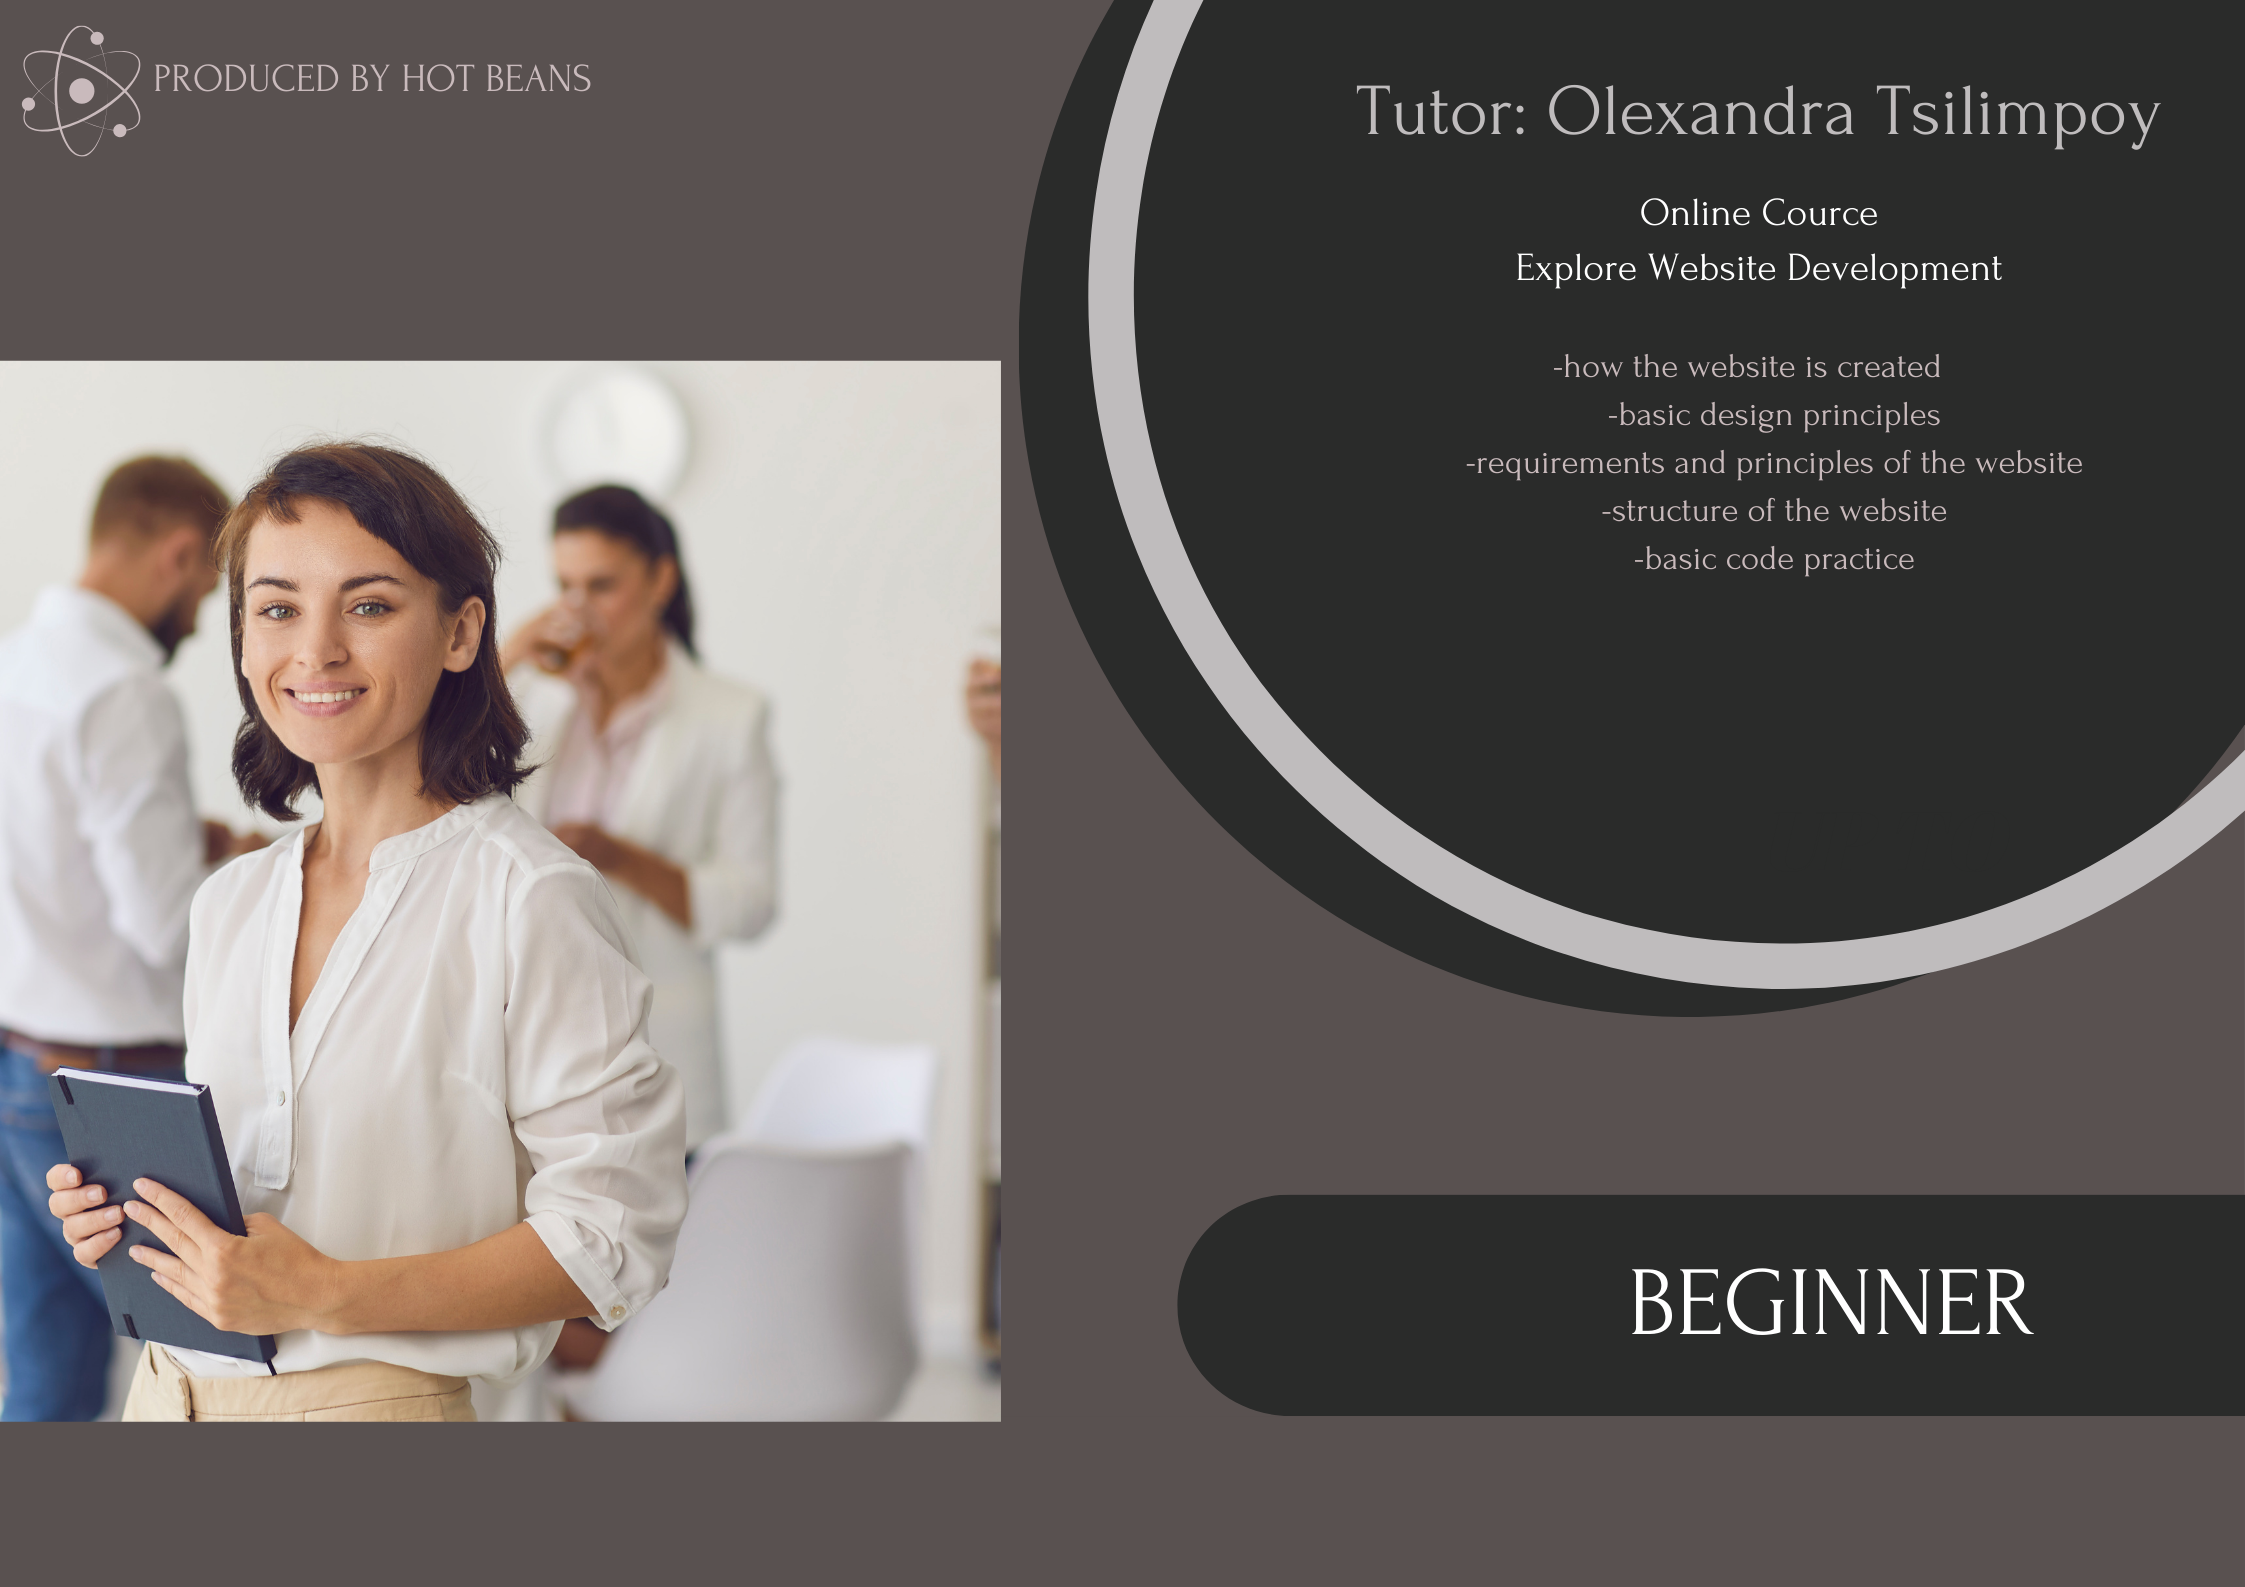 PRODUCED BY HOT BEANS
Tutor: Olexandra Tsilimpoy
Online Cource
Explore Website Development
-how the website is created
-basic design principles
-requirements and principles of the website
-structure of the website
-basic code practice
BEGINNER